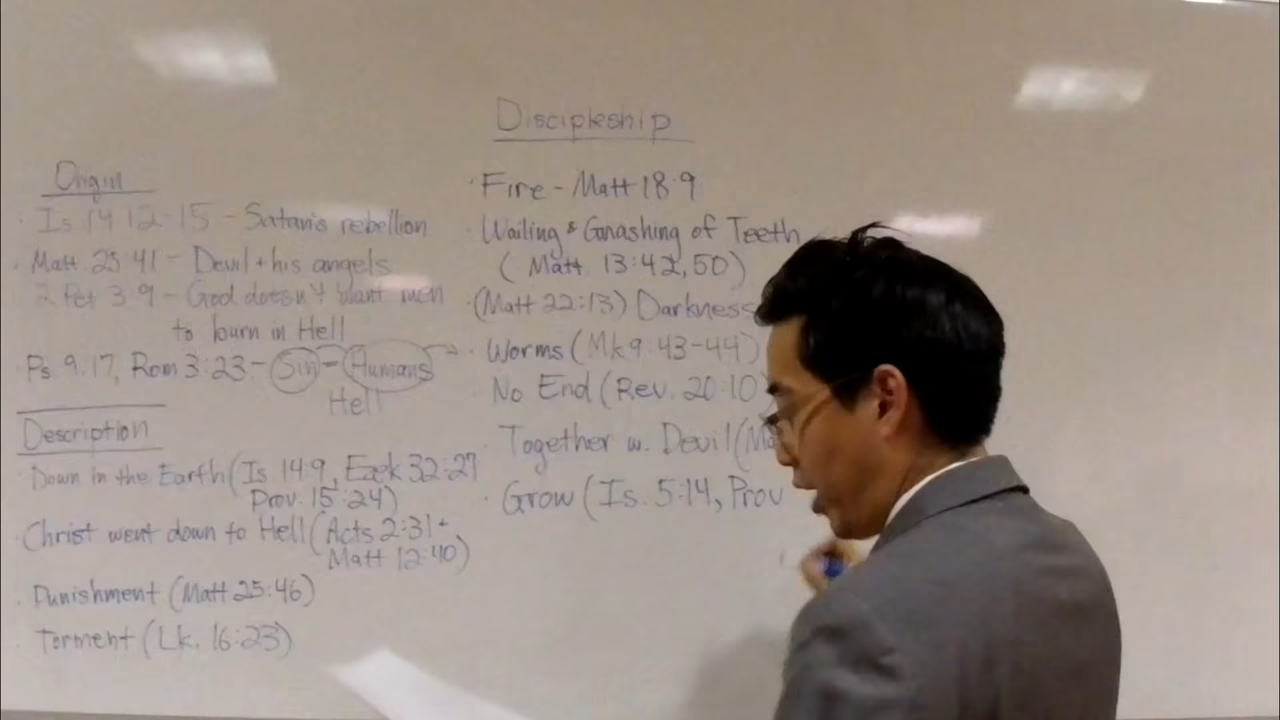 Discipleship
Origin
· Is 14 12-15 - Satan's rebellion
· Matt. 25:41 - Devil + his angels
2 Pet 3:9 - God doesn't want men
to burn in Hell
Ps. 9:17, Rom 3:23 - Sin - Humans
Hell
Description
· Down in the Earth (Is 14:9, Ezek 32:27
Prov. 15:24)
· Christ went down to Hell (Acts 2:31 +
Matt 12:40)
· Punishment (Matt 25:46)
· Torment (Lk. 16:23)
· Fire - Matt 18:9
· Wailing & Gnashing of Teeth
(Matt. 13:42, 50)
· (Matt 22:13) Darkness
· Worms (Mk 9:43-44)
· No End (Rev. 20:10)
· Together w. Devil (Ma
· Grow (Is. 5:14, Prov